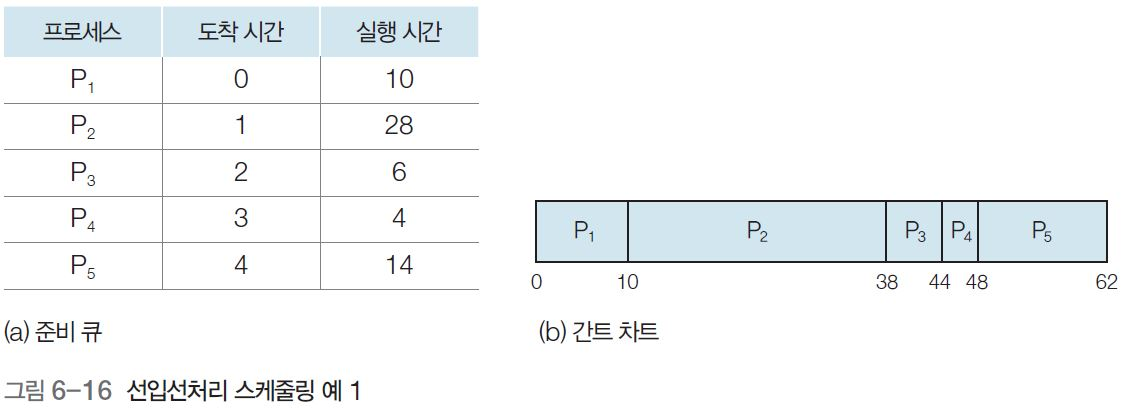 프로세스 도착 시간 실행 시간
P1 0 10
P2 1 28
P3 2 6
P4 3 4
P5 4 14
(a) 준비 큐
P1 P2 P3 P4 P5
0 10 38 44 48 62
(b) 간트 차트
그림 6-16 선입선처리 스케줄링 예 1